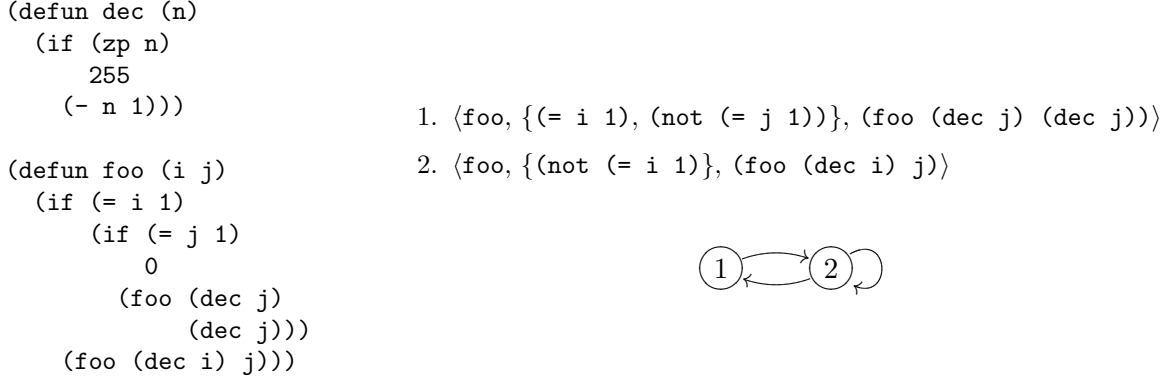 (defun dec (n)
  (if (zp n)
      255
    (- n 1)))
(defun foo (i j)
  (if (= i 1)
      (if (= j 1)
          0
        (foo (dec j)
             (dec j)))
    (foo (dec i) j)))
1. ⟨foo, {(= i 1), (not (= j 1))}, (foo (dec j) (dec j))⟩
2. ⟨foo, {(not (= i 1)}, (foo (dec i) j)⟩
1 2